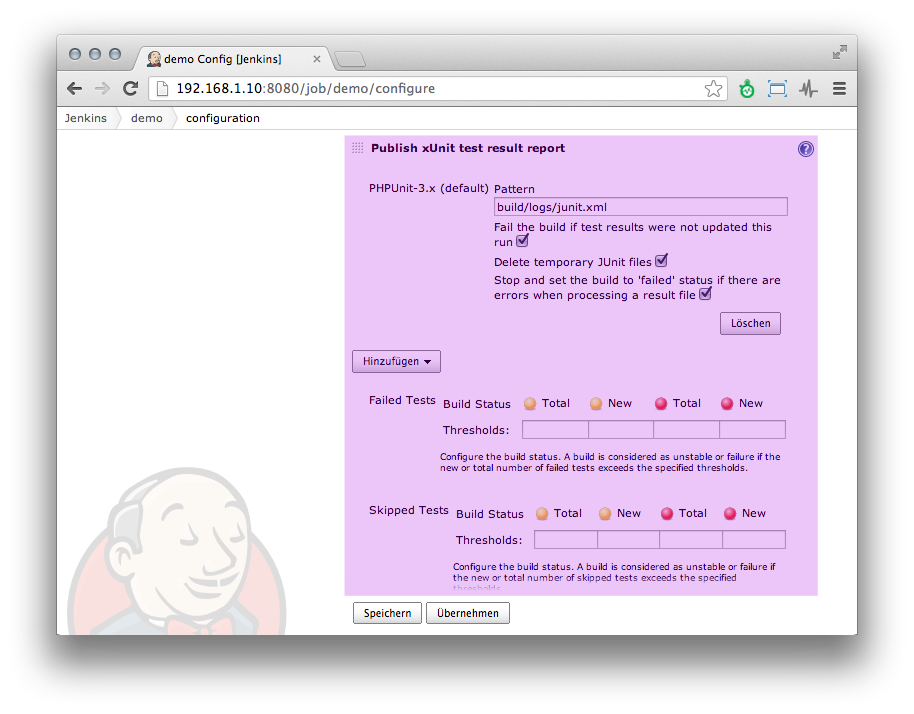 demo Config [Jenkins]
192.168.1.10:8080/job/demo/configure
Jenkins demo configuration
Publish xUnit test result report
PHPUnit-3.x (default) Pattern
build/logs/junit.xml
Fail the build if test results were not updated this
run
Delete temporary JUnit files
Stop and set the build to 'failed' status if there are
errors when processing a result file
Löschen
Hinzufügen
Failed Tests Build Status Total New Total New
Thresholds:
Configure the build status. A build is considered as unstable or failure if the
new or total number of failed tests exceeds the specified thresholds.
Skipped Tests Build Status Total New Total New
Thresholds:
Configure the build status. A build is considered as unstable or failure if
the new or total number of skipped tests exceeds the specified
thresholds.
Speichern Übernehmen